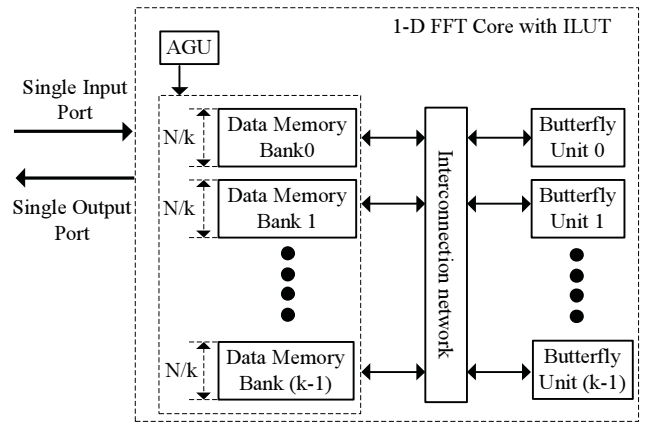 1-D FFT Core with ILUT
AGU
Single Input
Port
Single Output
Port
N/k
Data Memory
Bank0
N/k
Data Memory
Bank 1
N/k
Data Memory
Bank (k-1)
Interconnection network
Butterfly
Unit 0
Butterfly
Unit 1
Butterfly
Unit (k-1)